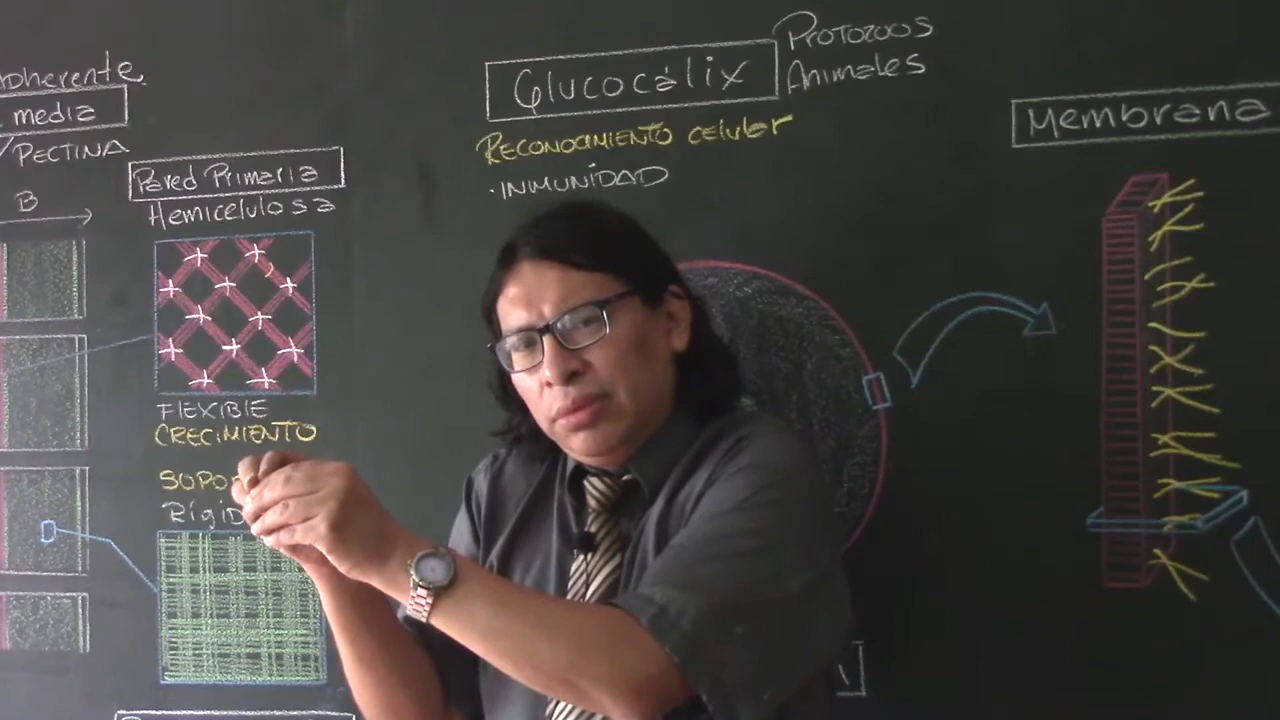 Adherente
media
PECTINA
B
Pared Primaria
Hemicelulosa
FLEXIBLE
CRECIMIENTO
Glucocálix
Protozoos
Animales
RECONOCIMIENTO celular
· INMUNIDAD
Membrana